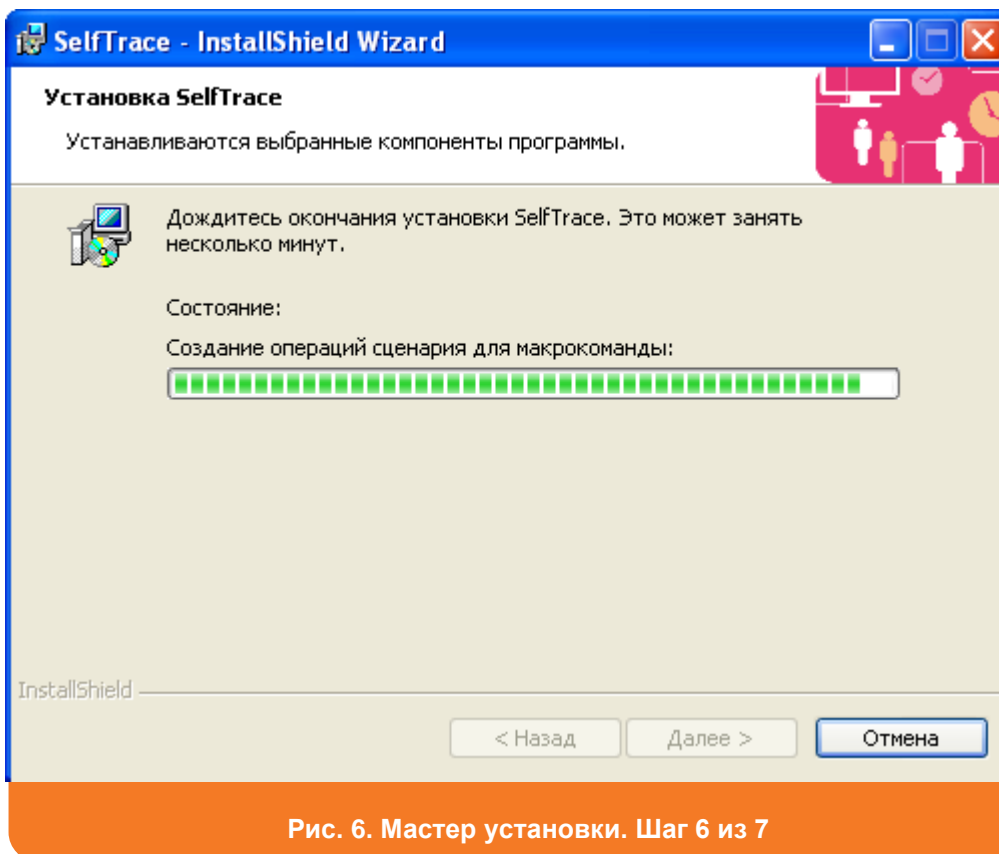 SelfTrace - InstallShield Wizard
Установка SelfTrace
Устанавливаются выбранные компоненты программы.
Дождитесь окончания установки SelfTrace. Это может занять
несколько минут.
Состояние:
Создание операций сценария для макрокоманды:
InstallShield
< Назад
Далее >
Отмена
Рис. 6. Мастер установки. Шаг 6 из 7